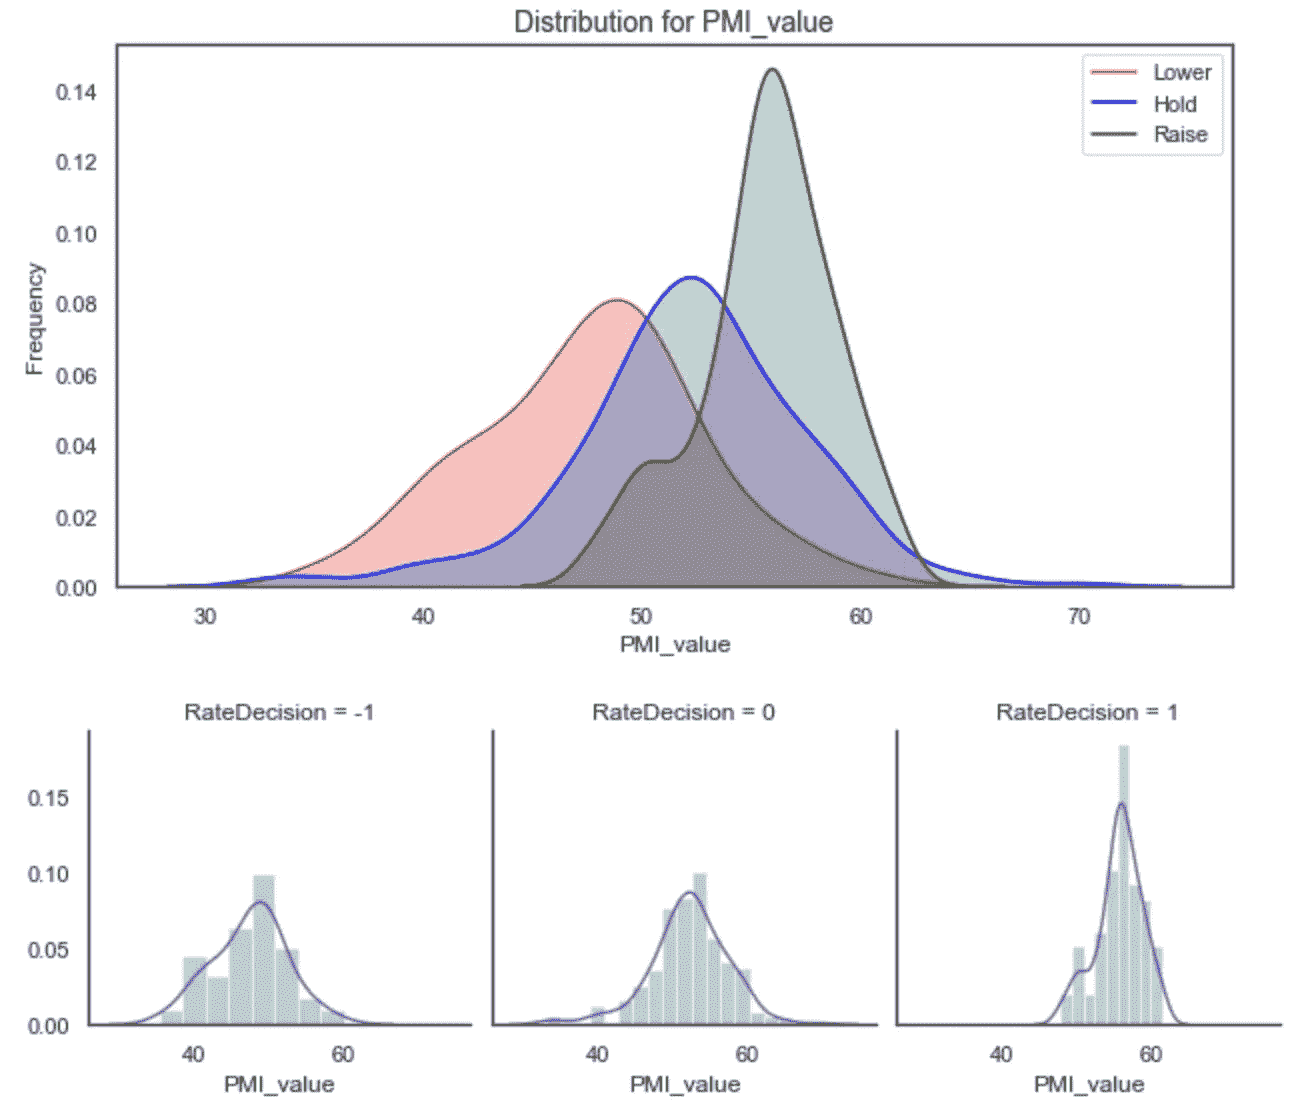 Distribution for PMI_value
Lower
Hold
Raise
0.14
0.12
0.10
0.08
0.06
0.04
0.02
0.00
Frequency
30 40 50 60 70
PMI_value
RateDecision = -1 RateDecision = 0 RateDecision = 1
0.15
0.10
0.05
0.00
40 60 40 60 40 60
PMI_value PMI_value PMI_value